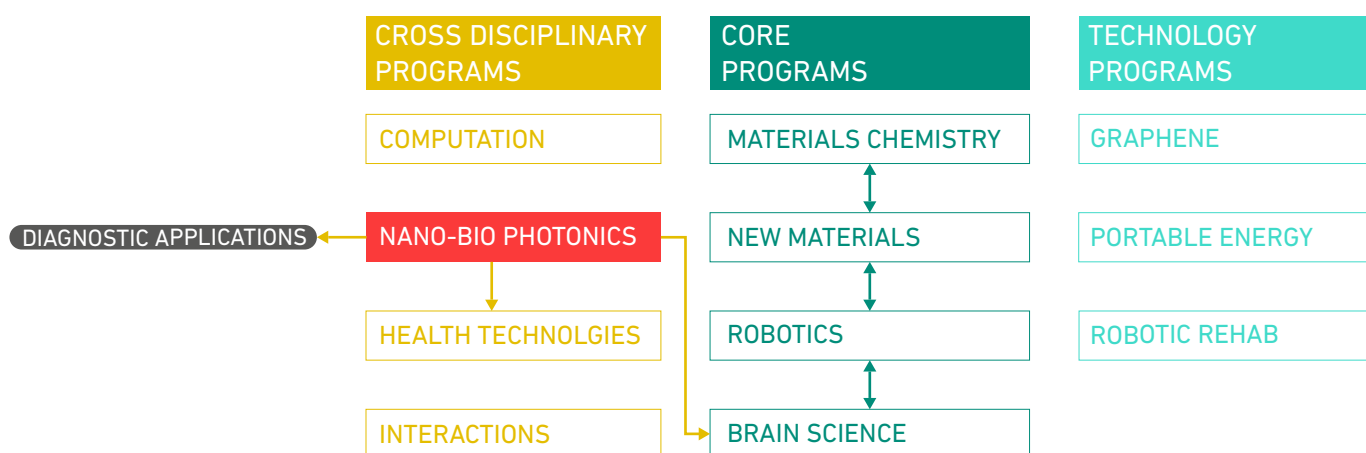 CROSS DISCIPLINARY
PROGRAMS
CORE
PROGRAMS
TECHNOLOGY
PROGRAMS
COMPUTATION
MATERIALS CHEMISTRY
GRAPHENE
DIAGNOSTIC APPLICATIONS
NANO-BIO PHOTONICS
NEW MATERIALS
PORTABLE ENERGY
HEALTH TECHNOLGIES
ROBOTICS
ROBOTIC REHAB
INTERACTIONS
BRAIN SCIENCE